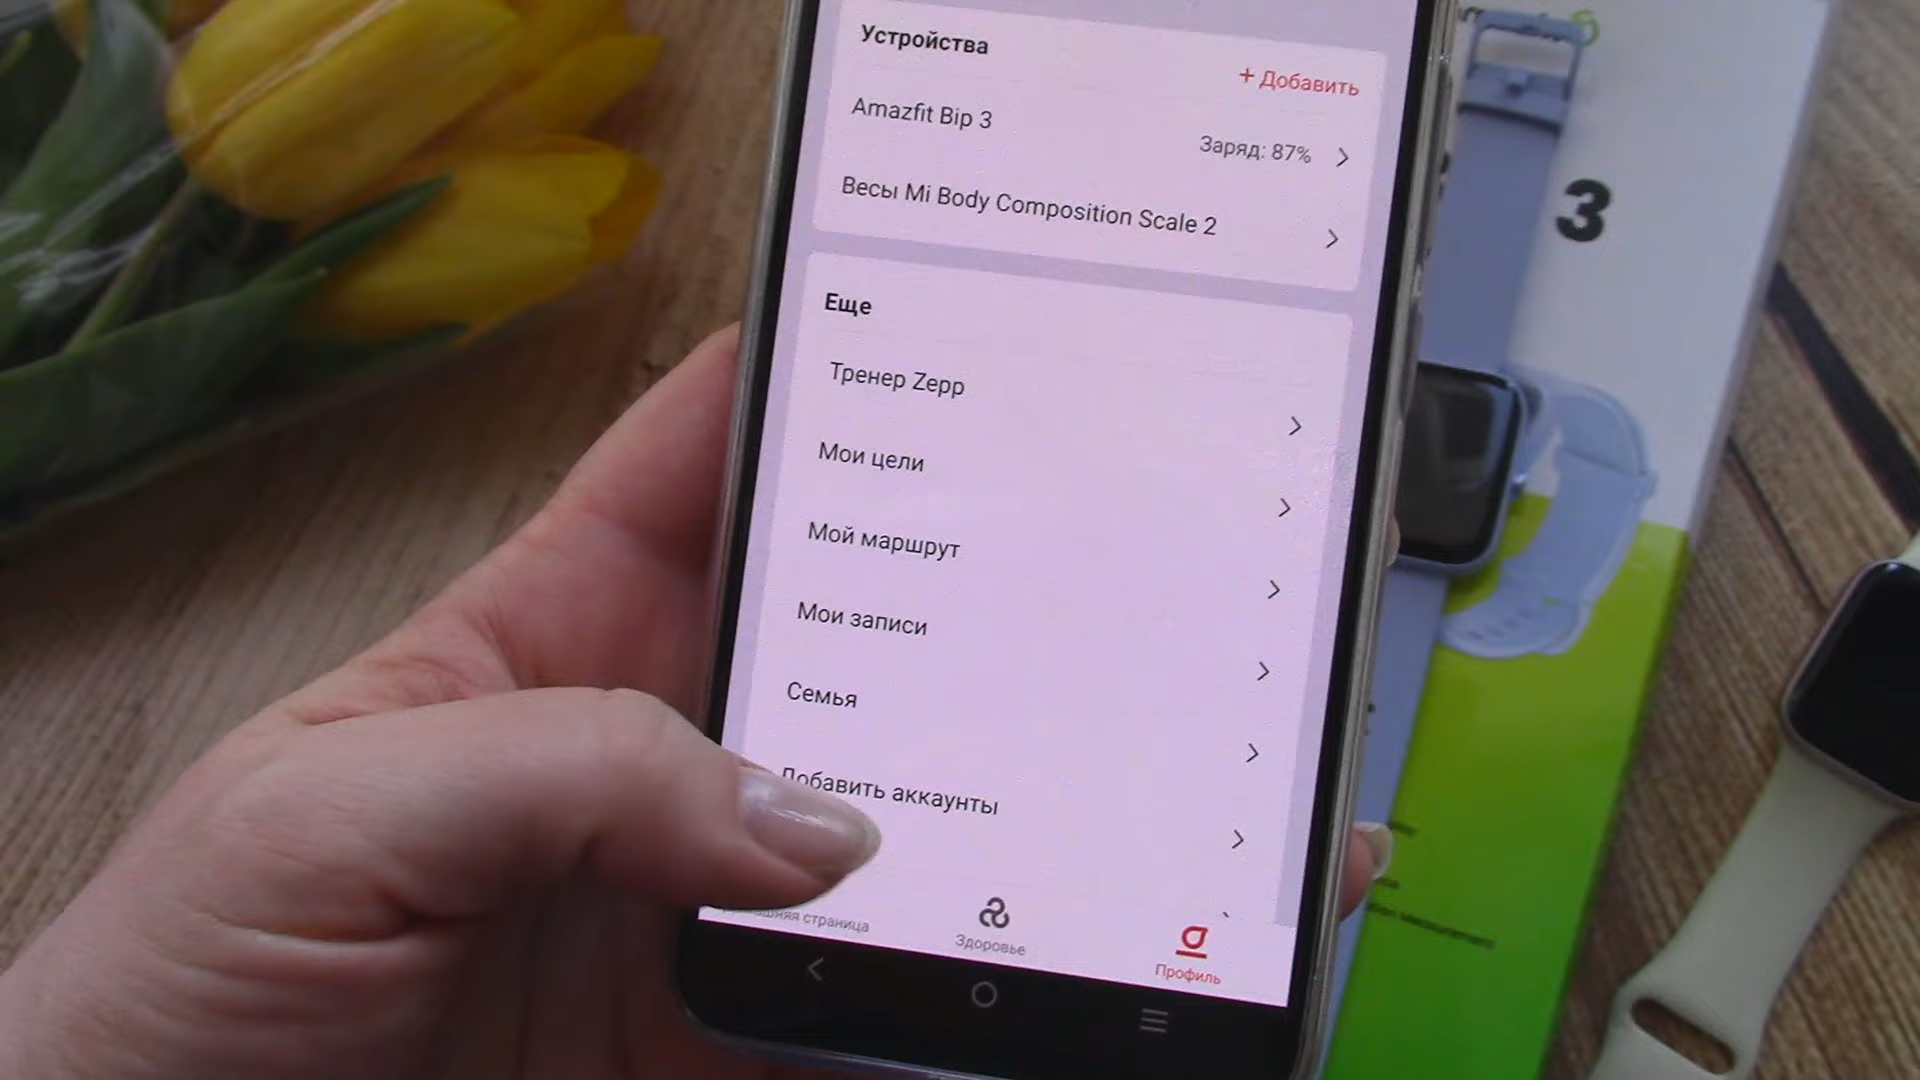 Устройства
+ Добавить
Amazfit Bip 3
Заряд: 87%
Весы Mi Body Composition Scale 2
Еще
Тренер Zepp
Мои цели
Мой маршрут
Мои записи
Семья
Добавить аккаунты
страница
Здоровье
Профиль
3